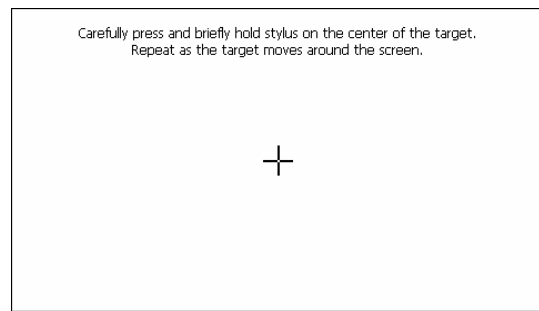 Carefully press and briefly hold stylus on the center of the target.
Repeat as the target moves around the screen.